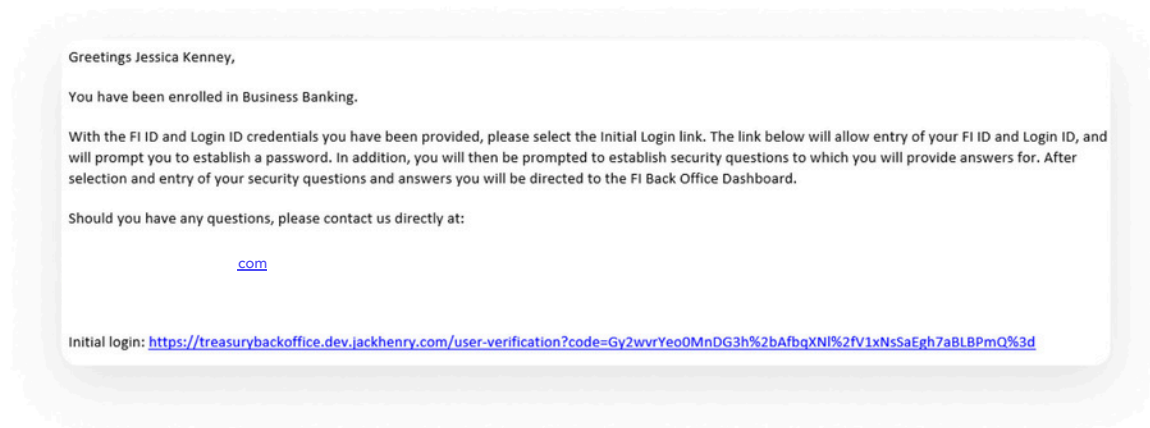 Greetings Jessica Kenney,
You have been enrolled in Business Banking.
With the FI ID and Login ID credentials you have been provided, please select the Initial Login link. The link below will allow entry of your FI ID and Login ID, and
will prompt you to establish a password. In addition, you will then be prompted to establish security questions to which you will provide answers for. After
selection and entry of your security questions and answers you will be directed to the FI Back Office Dashboard.
Should you have any questions, please contact us directly at:
com
Initial login: https://treasurybackoffice.dev.jackhenry.com/user-verification?code=Gy2wvrYeo0MnDG3h%2bAfbqXNl%2fV1xNsSaEgh7aBLBPmQ%3d